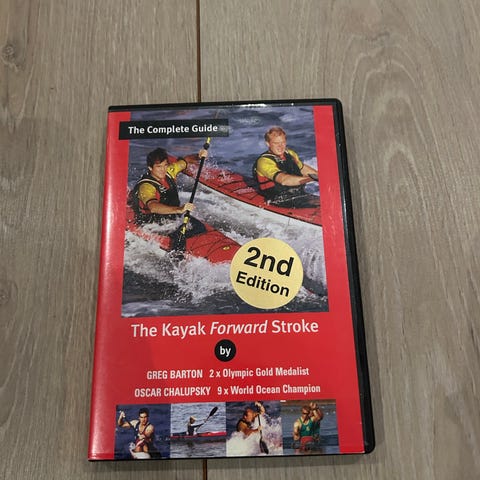 The Complete Guide
2nd
Edition
The Kayak Forward Stroke
by
GREG BARTON 2 x Olympic Gold Medalist
OSCAR CHALUPSKY 9 x World Ocean Champion